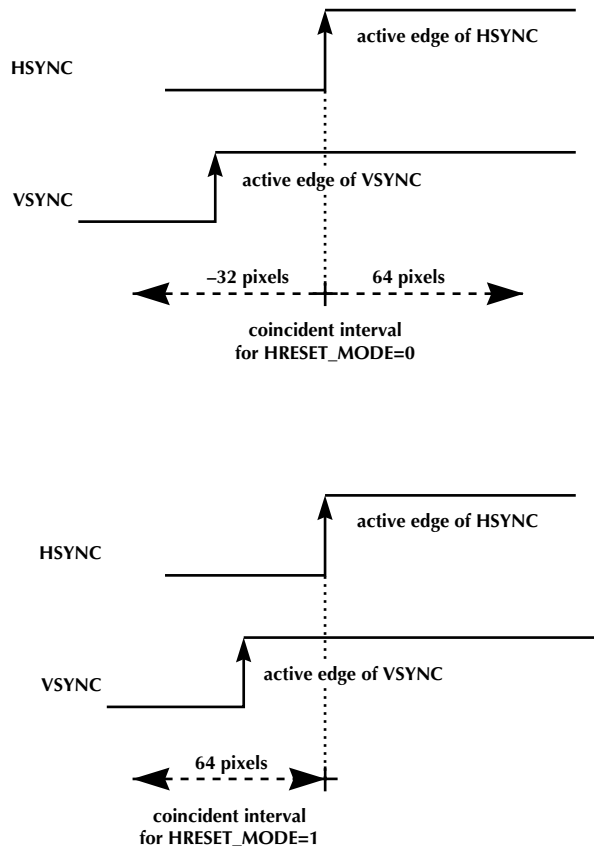 active edge of HSYNC
HSYNC
active edge of VSYNC
VSYNC
–32 pixels
64 pixels
coincident interval
for HRESET_MODE=0
active edge of HSYNC
HSYNC
active edge of VSYNC
VSYNC
64 pixels
coincident interval
for HRESET_MODE=1